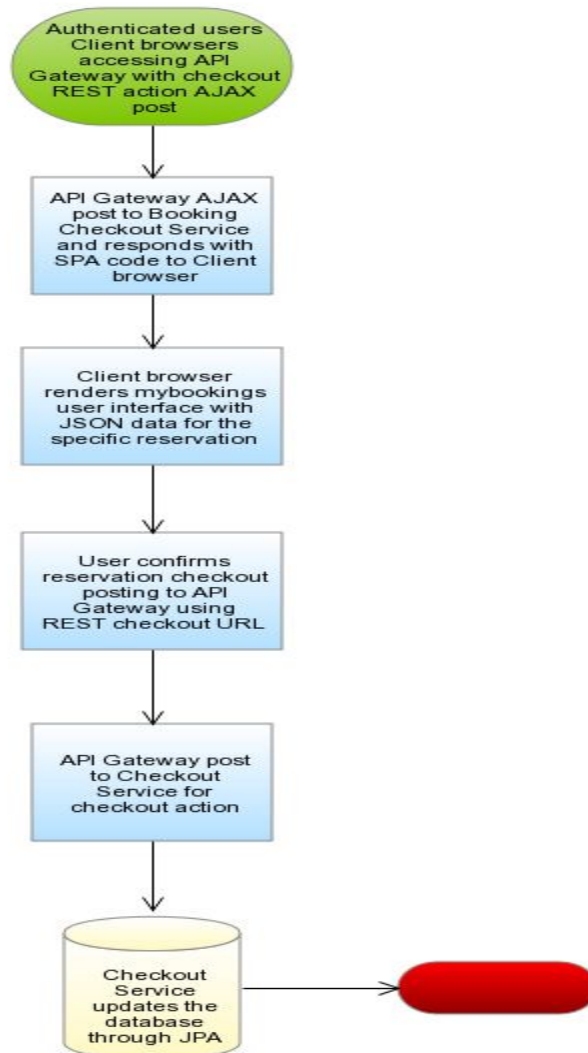 Authenticated users
Client browsers
accessing API
Gateway with checkout
REST action AJAX
post
API Gateway AJAX
post to Booking
Checkout Service
and responds with
SPA code to Client
browser
Client browser
renders mybookings
user interface with
JSON data for the
specific reservation
User confirms
reservation checkout
posting to API
Gateway using
REST checkout URL
API Gateway post
to Checkout
Service for
checkout action
Checkout
Service
updates the
database
through JPA